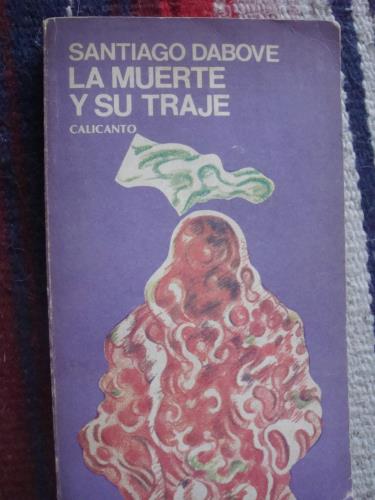 SANTIAGO DABOVE
LA MUERTE
Y SU TRAJE
CALICANTO